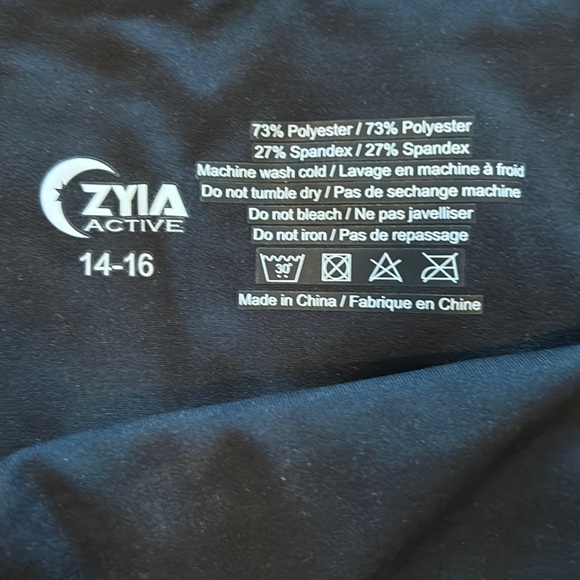 ZYIA
ACTIVE
14-16
73% Polyester / 73% Polyester
27% Spandex / 27% Spandex
Machine wash cold / Lavage en machine à froid
Do not tumble dry / Pas de sechange machine
Do not bleach / Ne pas javelliser
Do not iron / Pas de repassage
30°
Made in China / Fabrique en Chine